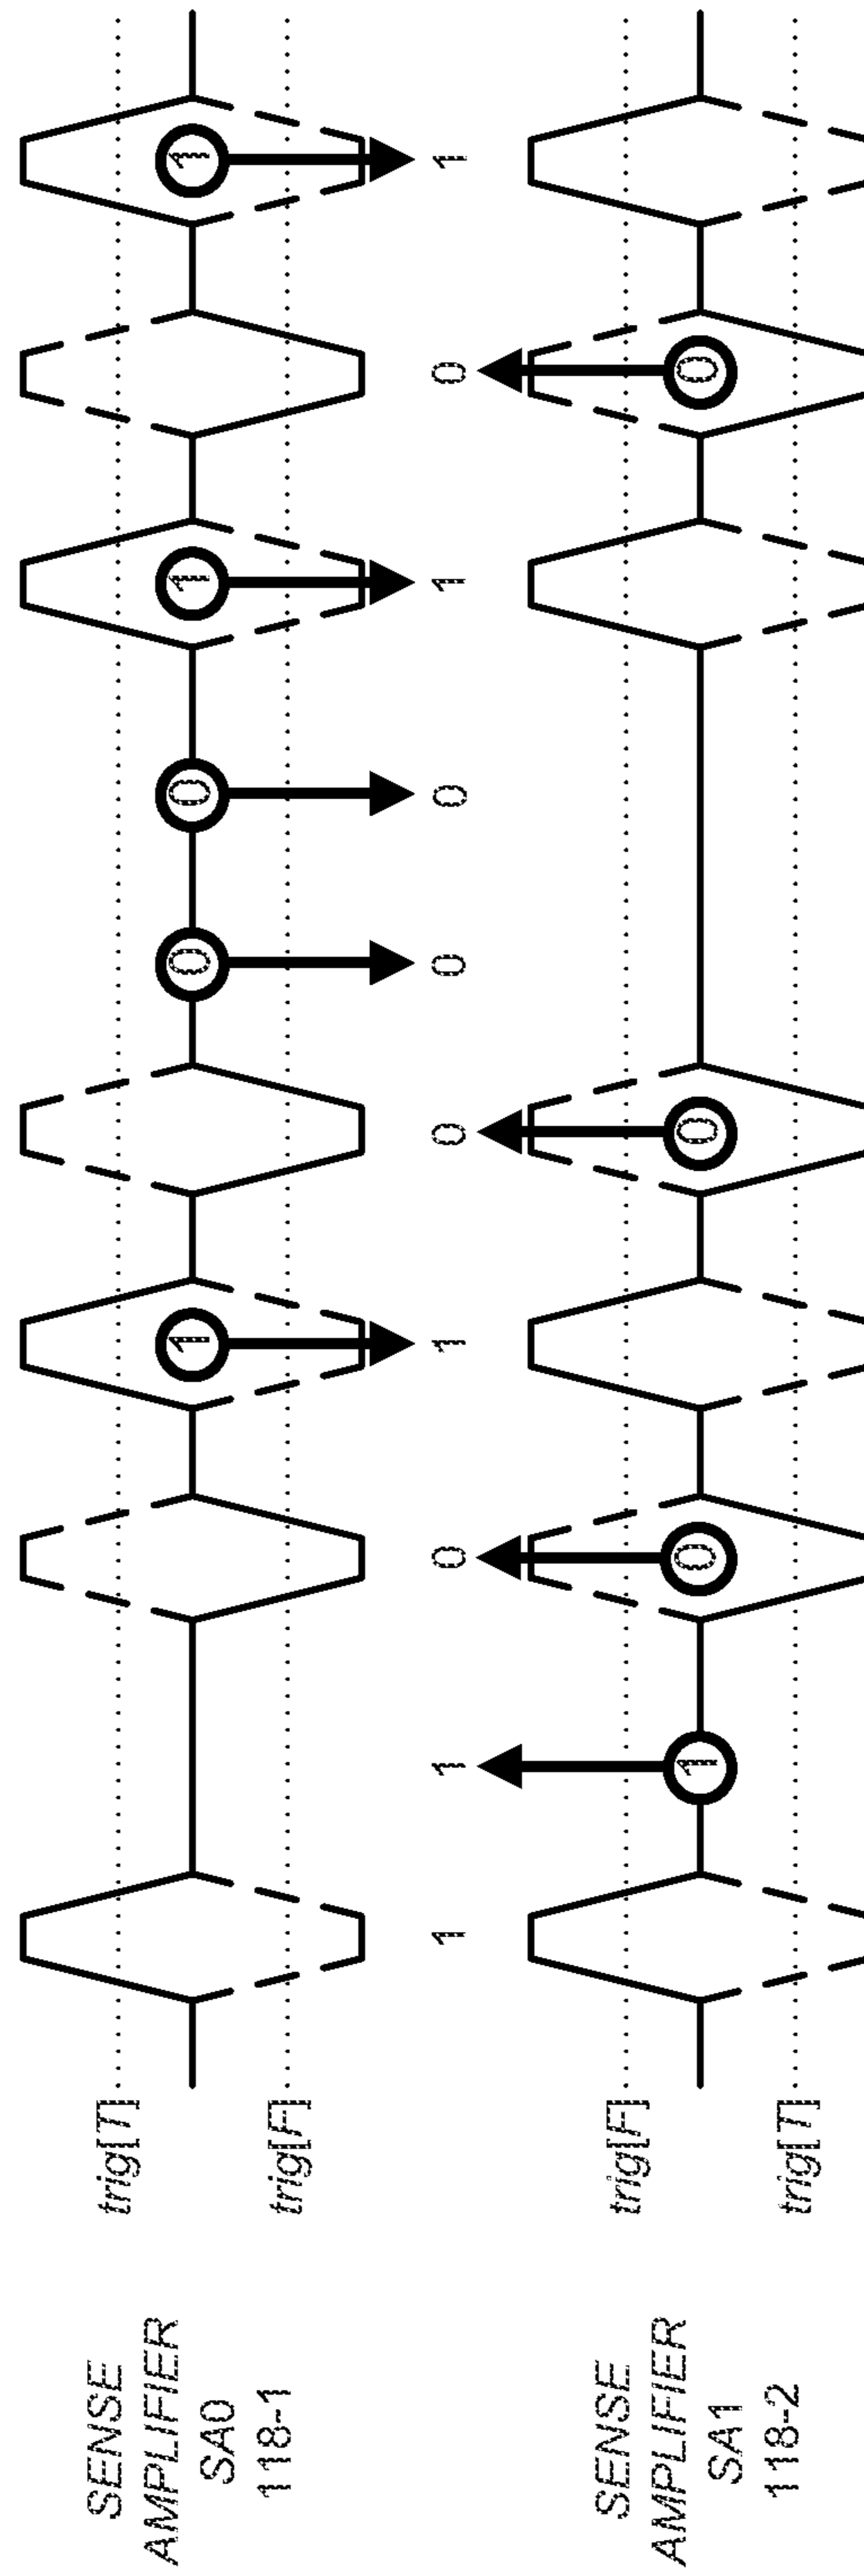 SENSE
AMPLIFIER
SA0
118-1
trig[T]
1 0 0 1 1
trig[F]
1 1 0 1 0 0 0 1 0 1
SENSE
AMPLIFIER
SA1
118-2
trig[F]
1 0 0 0
trig[T]